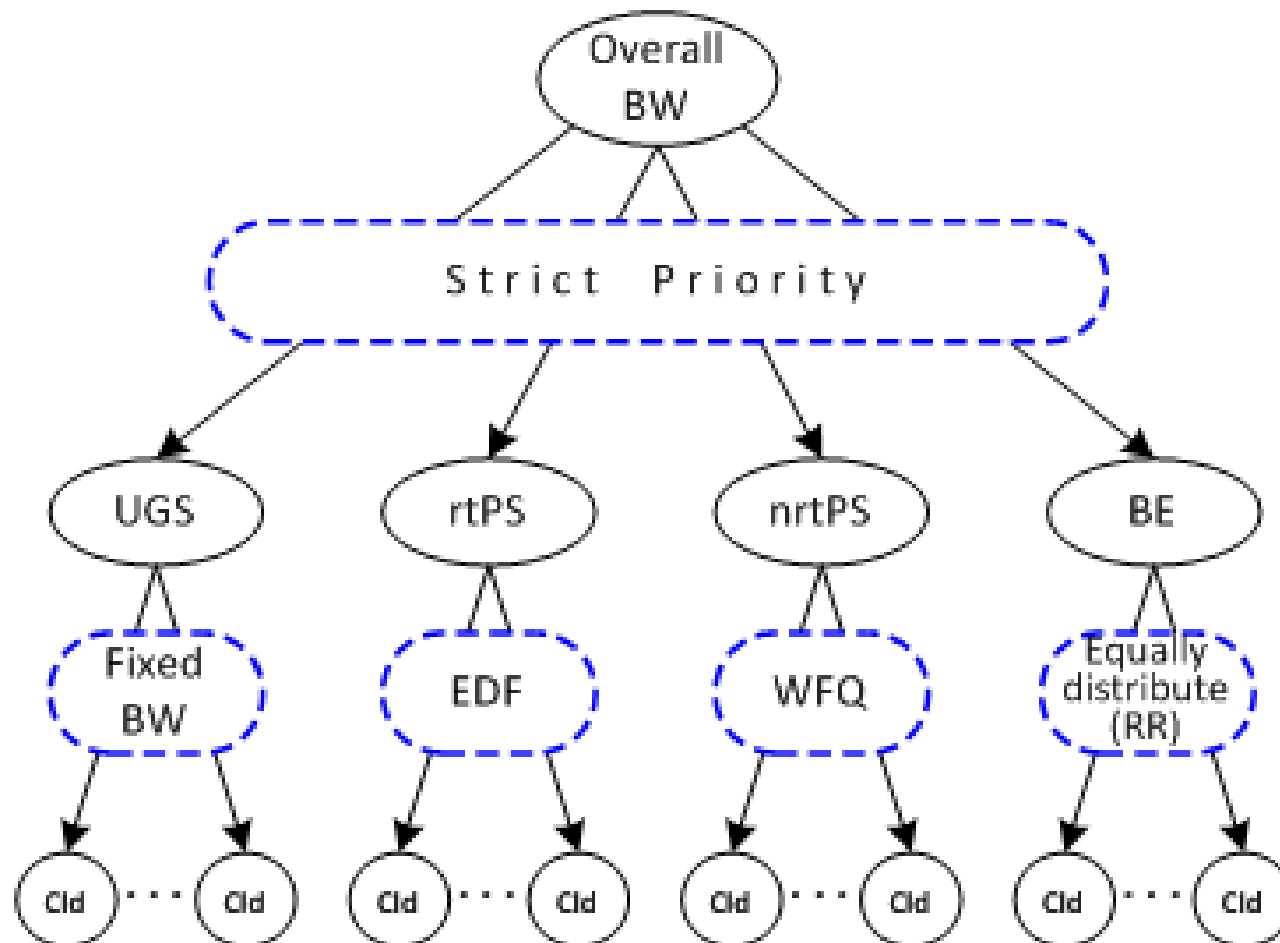 Overall
BW
Strict Priority
UGS
rtPS
nrtPS
BE
Fixed
BW
EDF
WFQ
Equally
distribute
(RR)
CId
...
CId
CId
...
CId
CId
...
CId
CId
...
CId